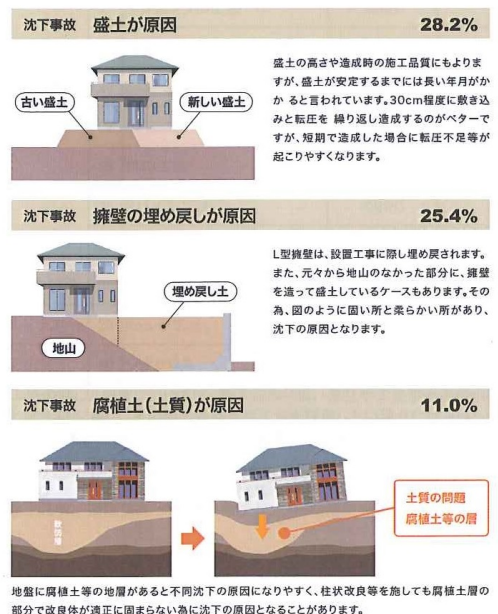 沈下事故 盛土が原因 28.2%
盛土の高さや造成時の施工品質にもよりま
すが、盛土が安定するまでには長い年月がか
か ると言われています。30cm程度に敷き込
みと転圧を 繰り返し造成するのがベターで
すが、短期で造成した場合に転圧不足等が
起こりやすくなります。
古い盛土
新しい盛土
沈下事故 擁壁の埋め戻しが原因 25.4%
L型擁壁は、設置工事に際し埋め戻されます。
また、元々から地山のなかった部分に、擁壁
を造って盛土しているケースもあります。その
為、図のように固い所と柔らかい所があり、
沈下の原因となります。
埋め戻し土
地山
沈下事故 腐植土(土質)が原因 11.0%
軟弱層
土質の問題
腐植土等の層
地盤に腐植土等の地層があると不同沈下の原因になりやすく、柱状改良等を施しても腐植土層の
部分で改良体が適正に固まらない為に沈下の原因となることがあります。